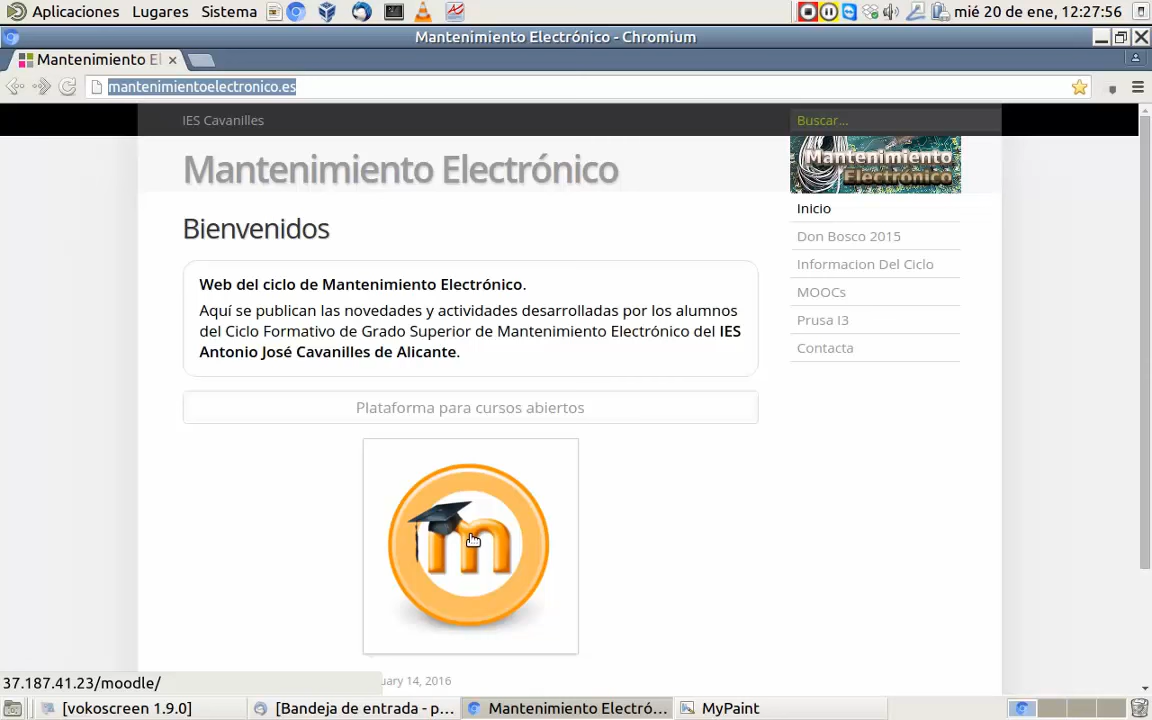 Aplicaciones Lugares Sistema mié 20 de ene, 12:27:56
Mantenimiento Electrónico - Chromium
Mantenimiento El
mantenimientoelectronico.es
IES Cavanilles
Buscar...
Mantenimiento Electrónico
Mantenimiento
Electronico
Bienvenidos
Inicio
Don Bosco 2015
Informacion Del Ciclo
MOOCs
Prusa I3
Contacta
Web del ciclo de Mantenimiento Electrónico.
Aquí se publican las novedades y actividades desarrolladas por los alumnos
del Ciclo Formativo de Grado Superior de Mantenimiento Electrónico del IES
Antonio José Cavanilles de Alicante.
Plataforma para cursos abiertos
m
37.187.41.23/moodle/
uary 14, 2016
[vokoscreen 1.9.0] [Bandeja de entrada - p... Mantenimiento Electró... MyPaint